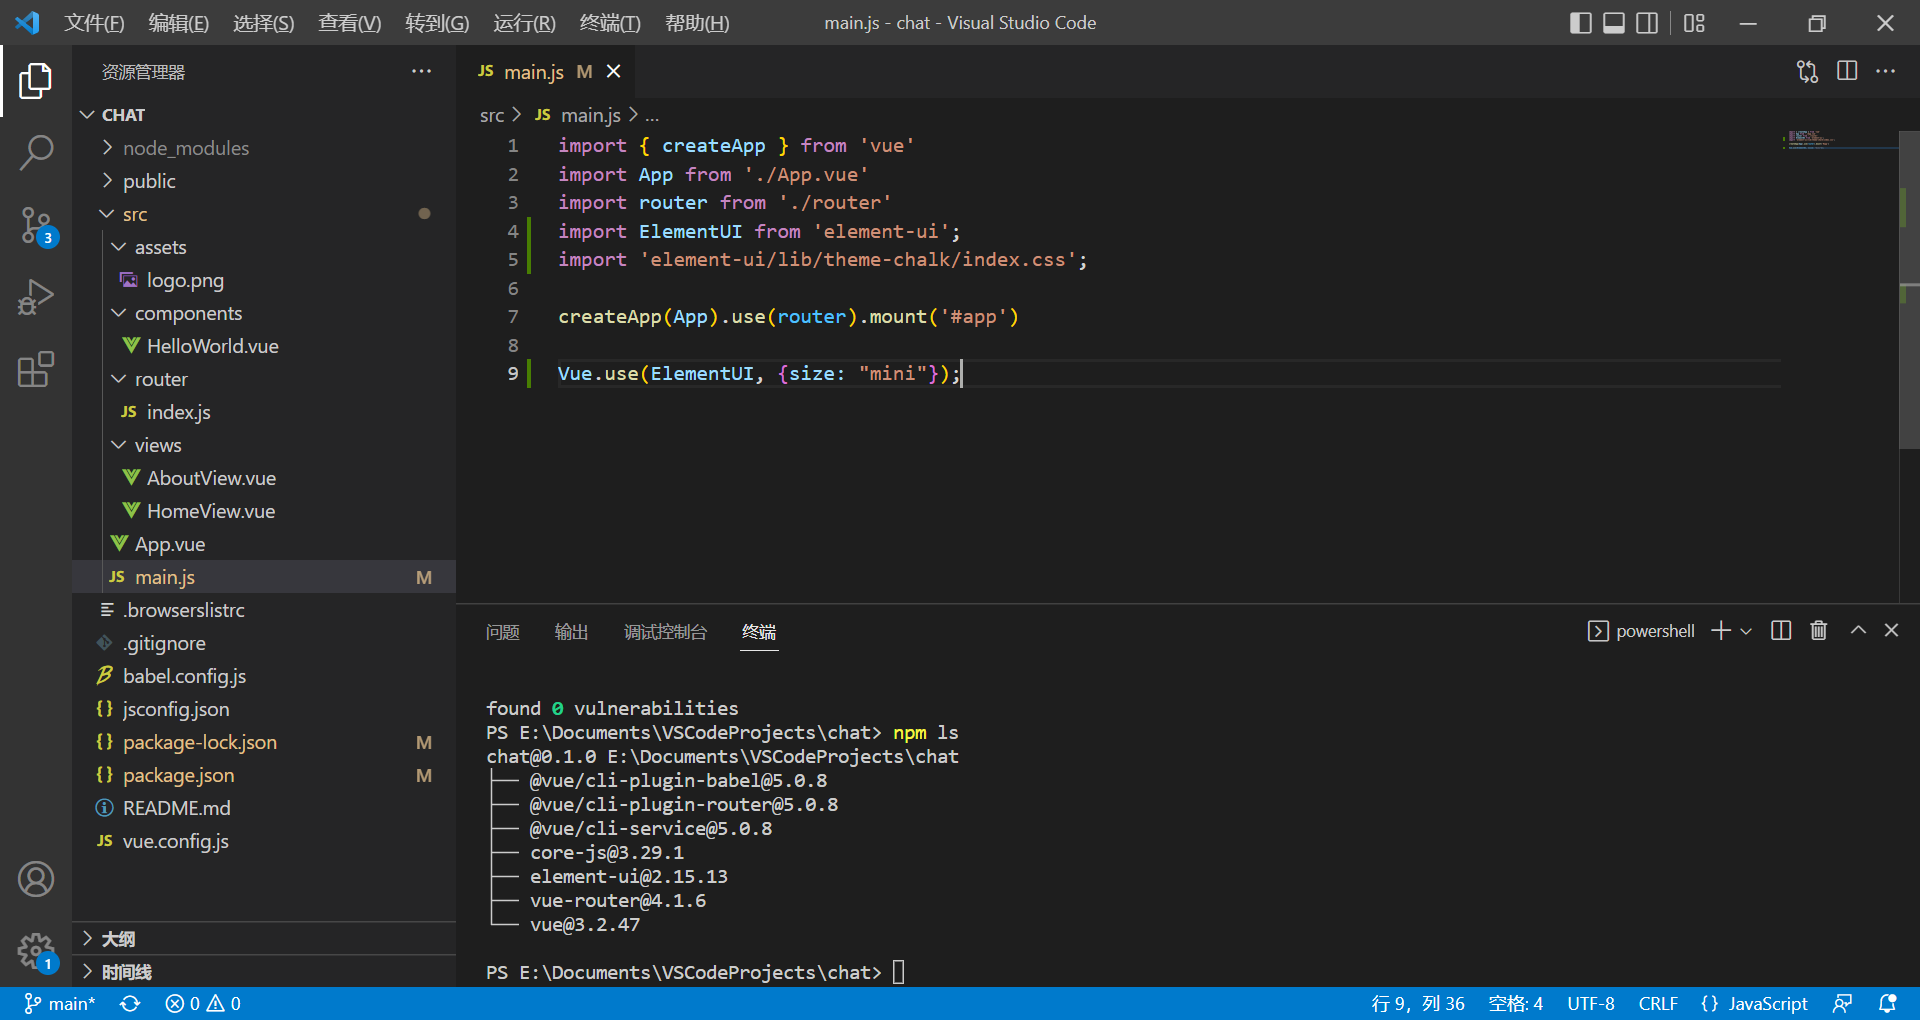 文件(F) 编辑(E) 选择(S) 查看(V) 转到(G) 运行(R) 终端(T) 帮助(H) main.js - chat - Visual Studio Code
资源管理器
CHAT
node_modules
public
src
assets
logo.png
components
HelloWorld.vue
router
JS index.js
views
AboutView.vue
HomeView.vue
App.vue
JS main.js M
.browserslistrc
.gitignore
babel.config.js
{} jsconfig.json
{} package-lock.json M
{} package.json M
README.md
JS vue.config.js
大纲
时间线
3
1
JS main.js M
src > JS main.js > ...
1 import { createApp } from 'vue'
2 import App from './App.vue'
3 import router from './router'
4 import ElementUI from 'element-ui';
5 import 'element-ui/lib/theme-chalk/index.css';
6
7 createApp(App).use(router).mount('#app')
8
9 Vue.use(ElementUI, {size: "mini"});
问题 输出 调试控制台 终端 powershell
found 0 vulnerabilities
PS E:\Documents\VSCodeProjects\chat> npm ls
chat@0.1.0 E:\Documents\VSCodeProjects\chat
├── @vue/cli-plugin-babel@5.0.8
├── @vue/cli-plugin-router@5.0.8
├── @vue/cli-service@5.0.8
├── core-js@3.29.1
├── element-ui@2.15.13
├── vue-router@4.1.6
└── vue@3.2.47
PS E:\Documents\VSCodeProjects\chat>
main* 0 0 行 9，列 36 空格: 4 UTF-8 CRLF {} JavaScript